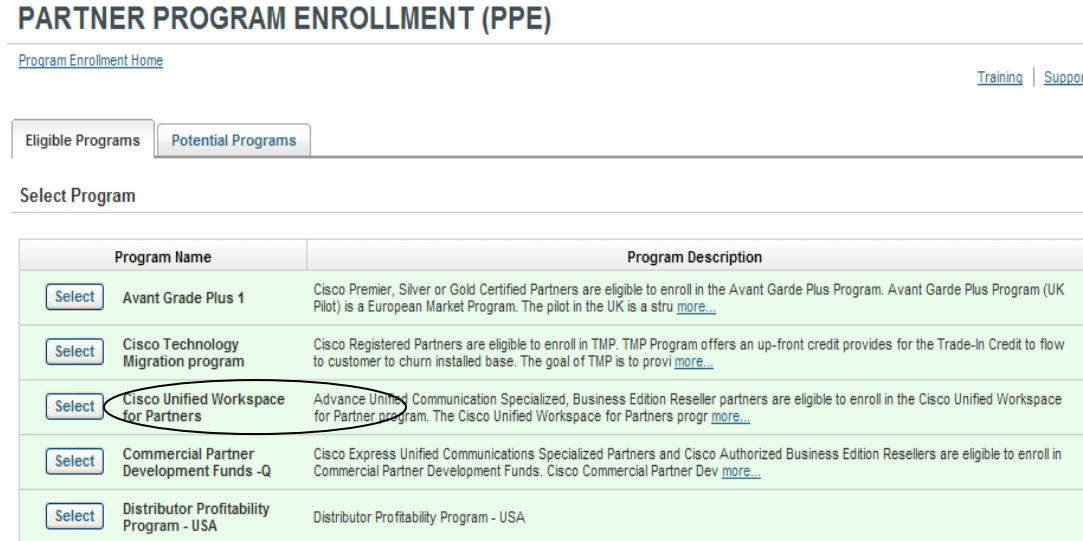 PARTNER PROGRAM ENROLLMENT (PPE)
Program Enrollment Home
Training | Suppor
Eligible Programs
Potential Programs
Select Program
Program Name
Program Description
Select
Avant Grade Plus 1
Cisco Premier, Silver or Gold Certified Partners are eligible to enroll in the Avant Garde Plus Program. Avant Garde Plus Program (UK
Pilot) is a European Market Program. The pilot in the UK is a stru more...
Select
Cisco Technology
Migration program
Cisco Registered Partners are eligible to enroll in TMP. TMP Program offers an up-front credit provides for the Trade-In Credit to flow
to customer to churn installed base. The goal of TMP is to provi more...
Select
Cisco Unified Workspace
for Partners
Advance Unified Communication Specialized, Business Edition Reseller partners are eligible to enroll in the Cisco Unified Workspace
for Partner program. The Cisco Unified Workspace for Partners progr more...
Select
Commercial Partner
Development Funds -Q
Cisco Express Unified Communications Specialized Partners and Cisco Authorized Business Edition Resellers are eligible to enroll in
Commercial Partner Development Funds. Cisco Commercial Partner Dev more...
Select
Distributor Profitability
Program - USA
Distributor Profitability Program - USA